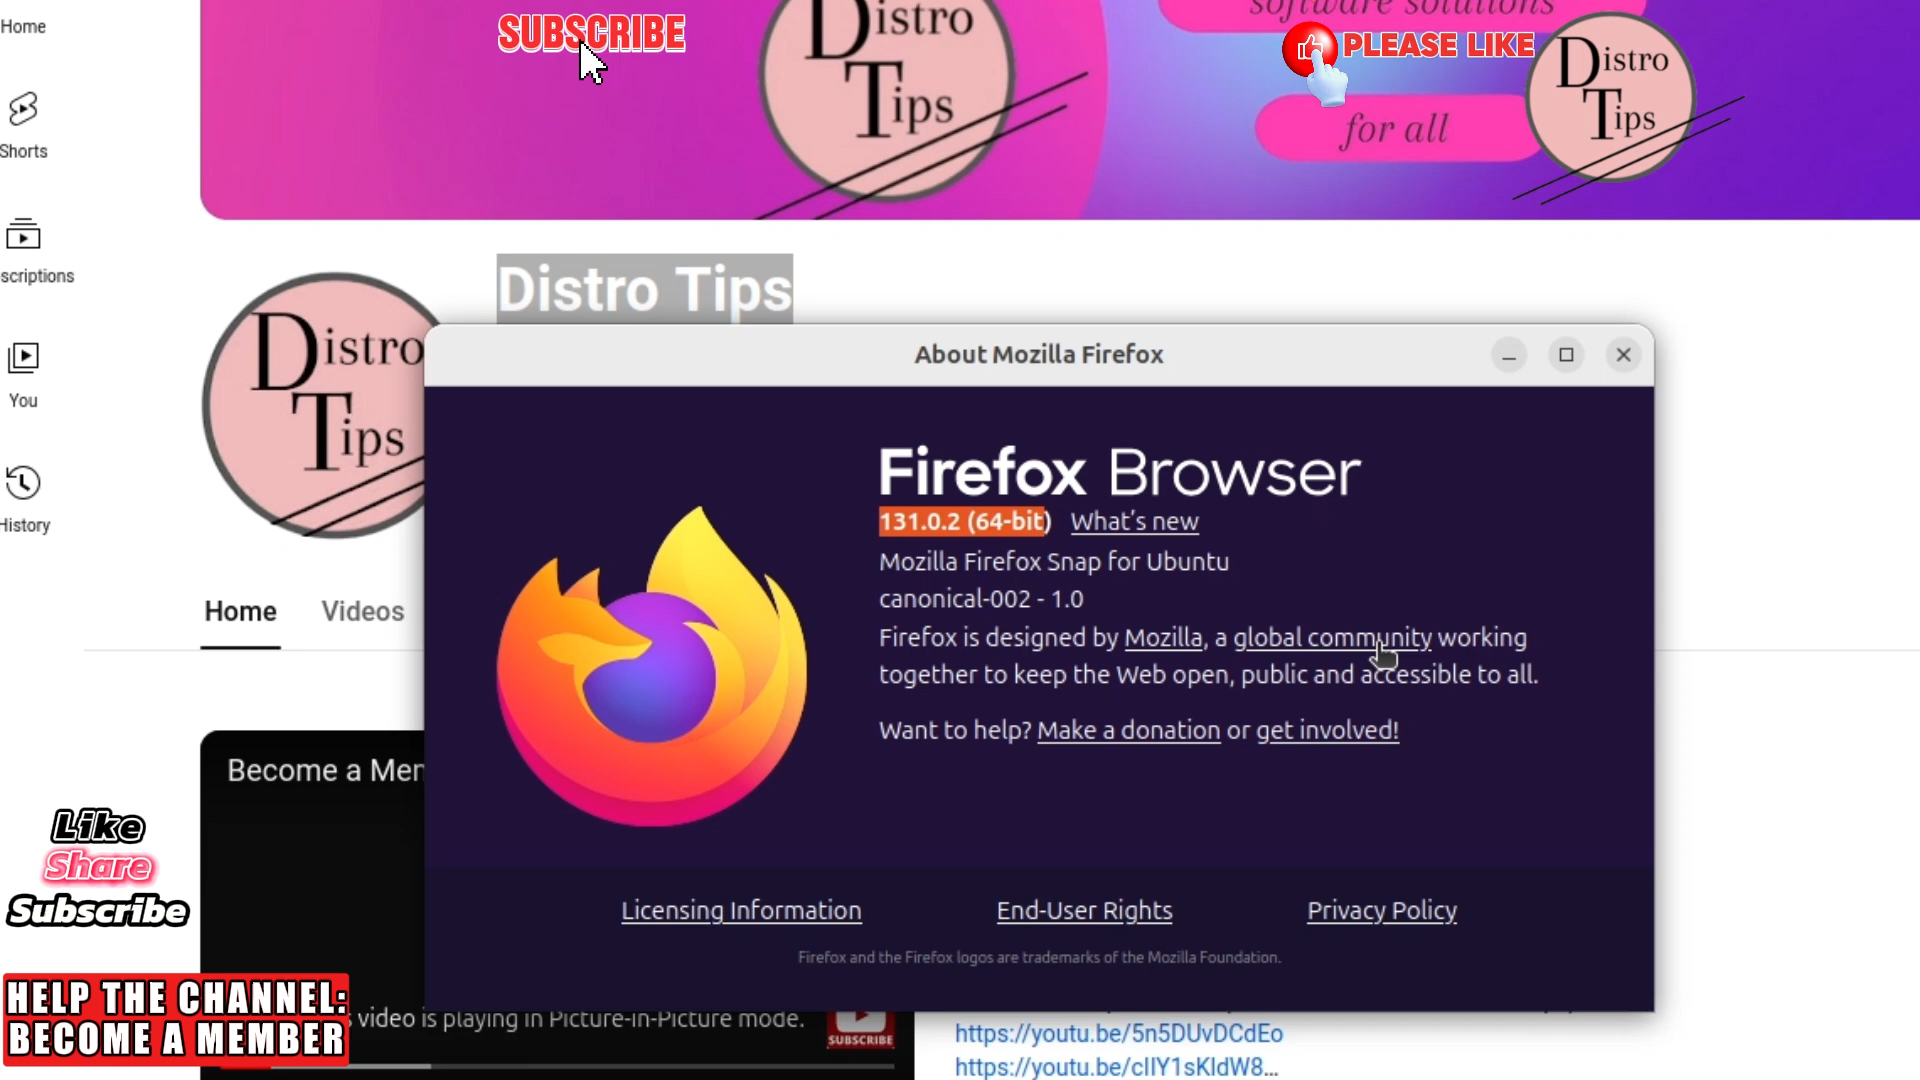 Home
Shorts
scriptions
You
History
SUBSCRIBE
Distro
Tips
software solutions
PLEASE LIKE
for all
Distro
Tips
Distro Tips
Distro
Tips
Home
Videos
About Mozilla Firefox
Firefox Browser
131.0.2 (64-bit) What's new
Mozilla Firefox Snap for Ubuntu
canonical-002 - 1.0
Firefox is designed by Mozilla, a global community working
together to keep the Web open, public and accessible to all.
Want to help? Make a donation or get involved!
Licensing Information
End-User Rights
Privacy Policy
Firefox and the Firefox logos are trademarks of the Mozilla Foundation.
Become a Mem
Like
Share
Subscribe
HELP THE CHANNEL:
BECOME A MEMBER
s video is playing in Picture-in-Picture mode.
SUBSCRIBE
https://youtu.be/5n5DUvDCdEo
https://youtu.be/cIlY1sKIdW8...